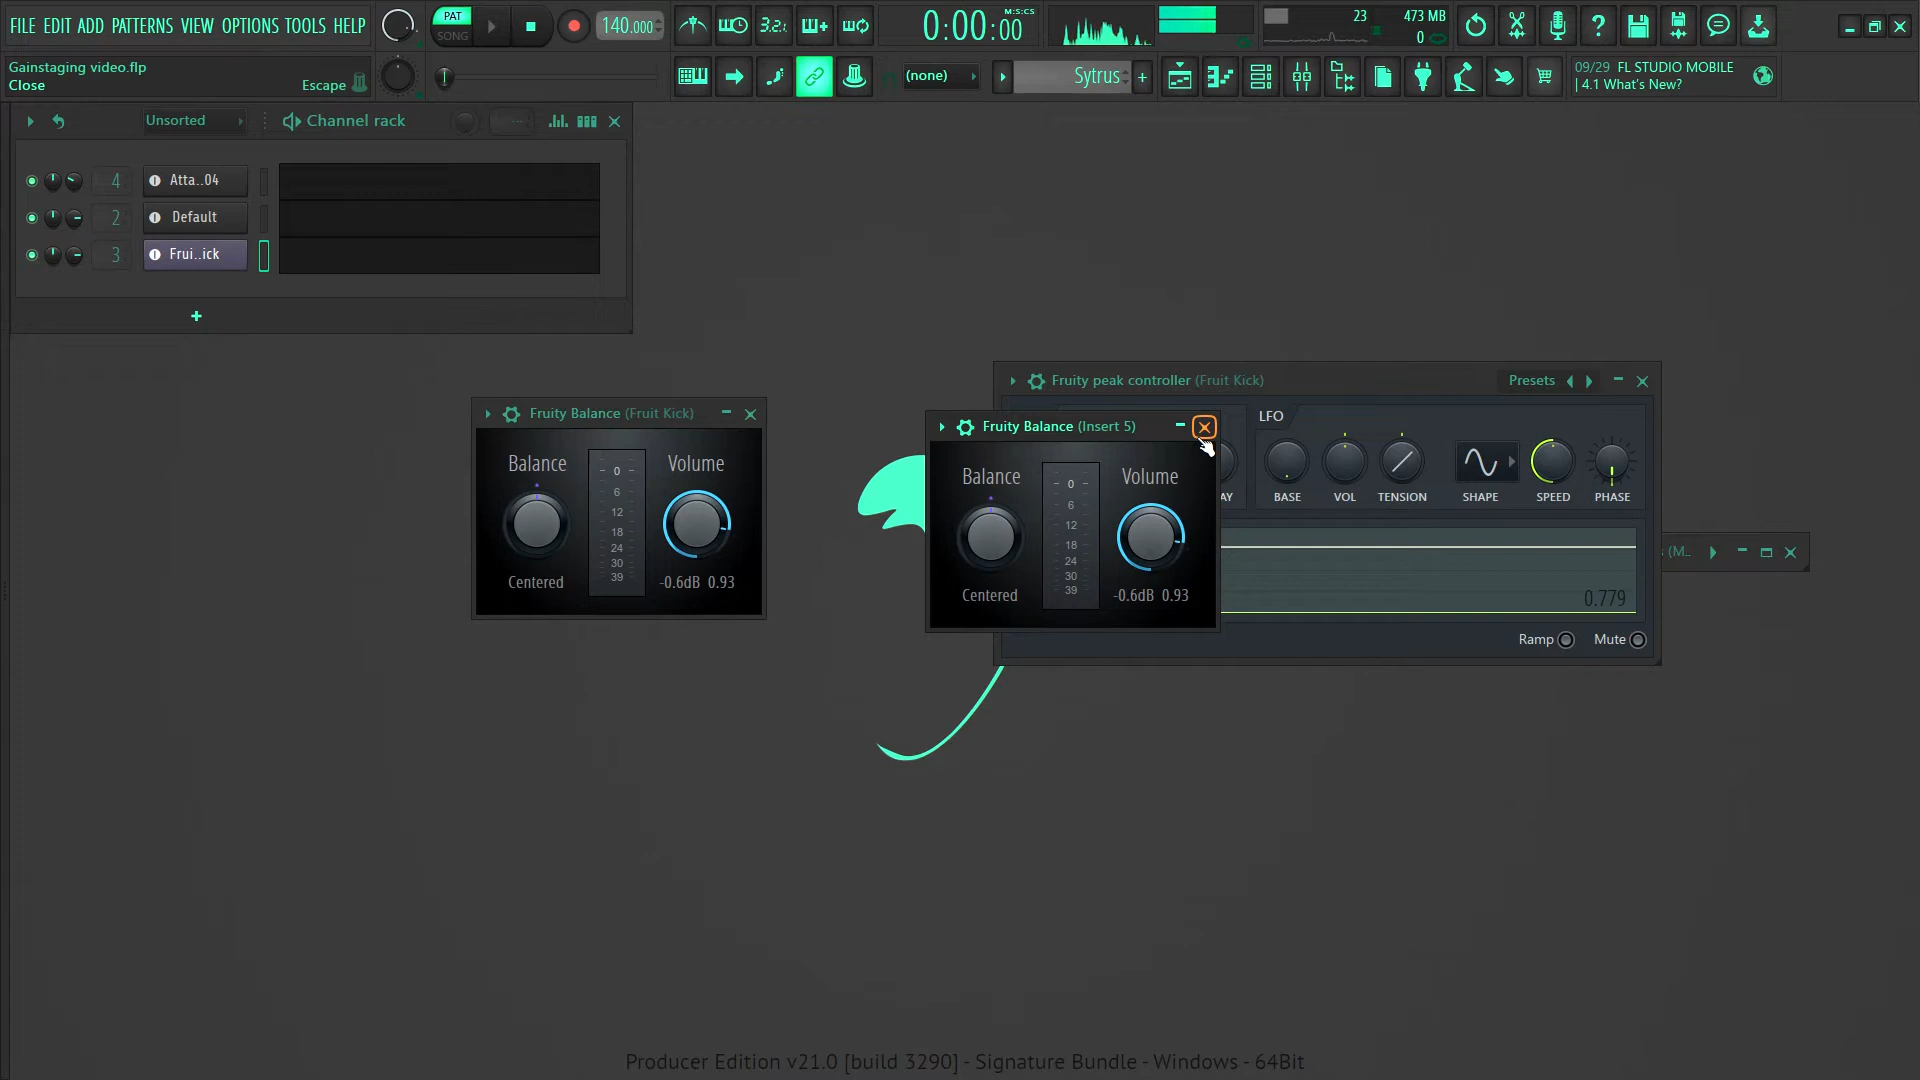 FILE EDIT ADD PATTERNS VIEW OPTIONS TOOLS HELP
PAT
SONG
140.000
3.2.
0:00:00
M:S:CS
23
473 MB
0
Gainstaging video.flp
Close
Escape
(none)
Sytrus
09/29 FL STUDIO MOBILE
| 4.1 What's New?
Unsorted
Channel rack
4
Atta..04
2
Default
3
Frui..ick
Fruity peak controller (Fruit Kick)
Presets
LFO
BASE
VOL
TENSION
SHAPE
SPEED
PHASE
AY
0.779
Ramp
Mute
Fruity Balance (Fruit Kick)
Balance
Volume
0
6
12
18
24
30
39
Centered
-0.6dB 0.93
Fruity Balance (Insert 5)
Balance
Volume
0
6
12
18
24
30
39
Centered
-0.6dB 0.93
(M...
Producer Edition v21.0 [build 3290] - Signature Bundle - Windows - 64Bit